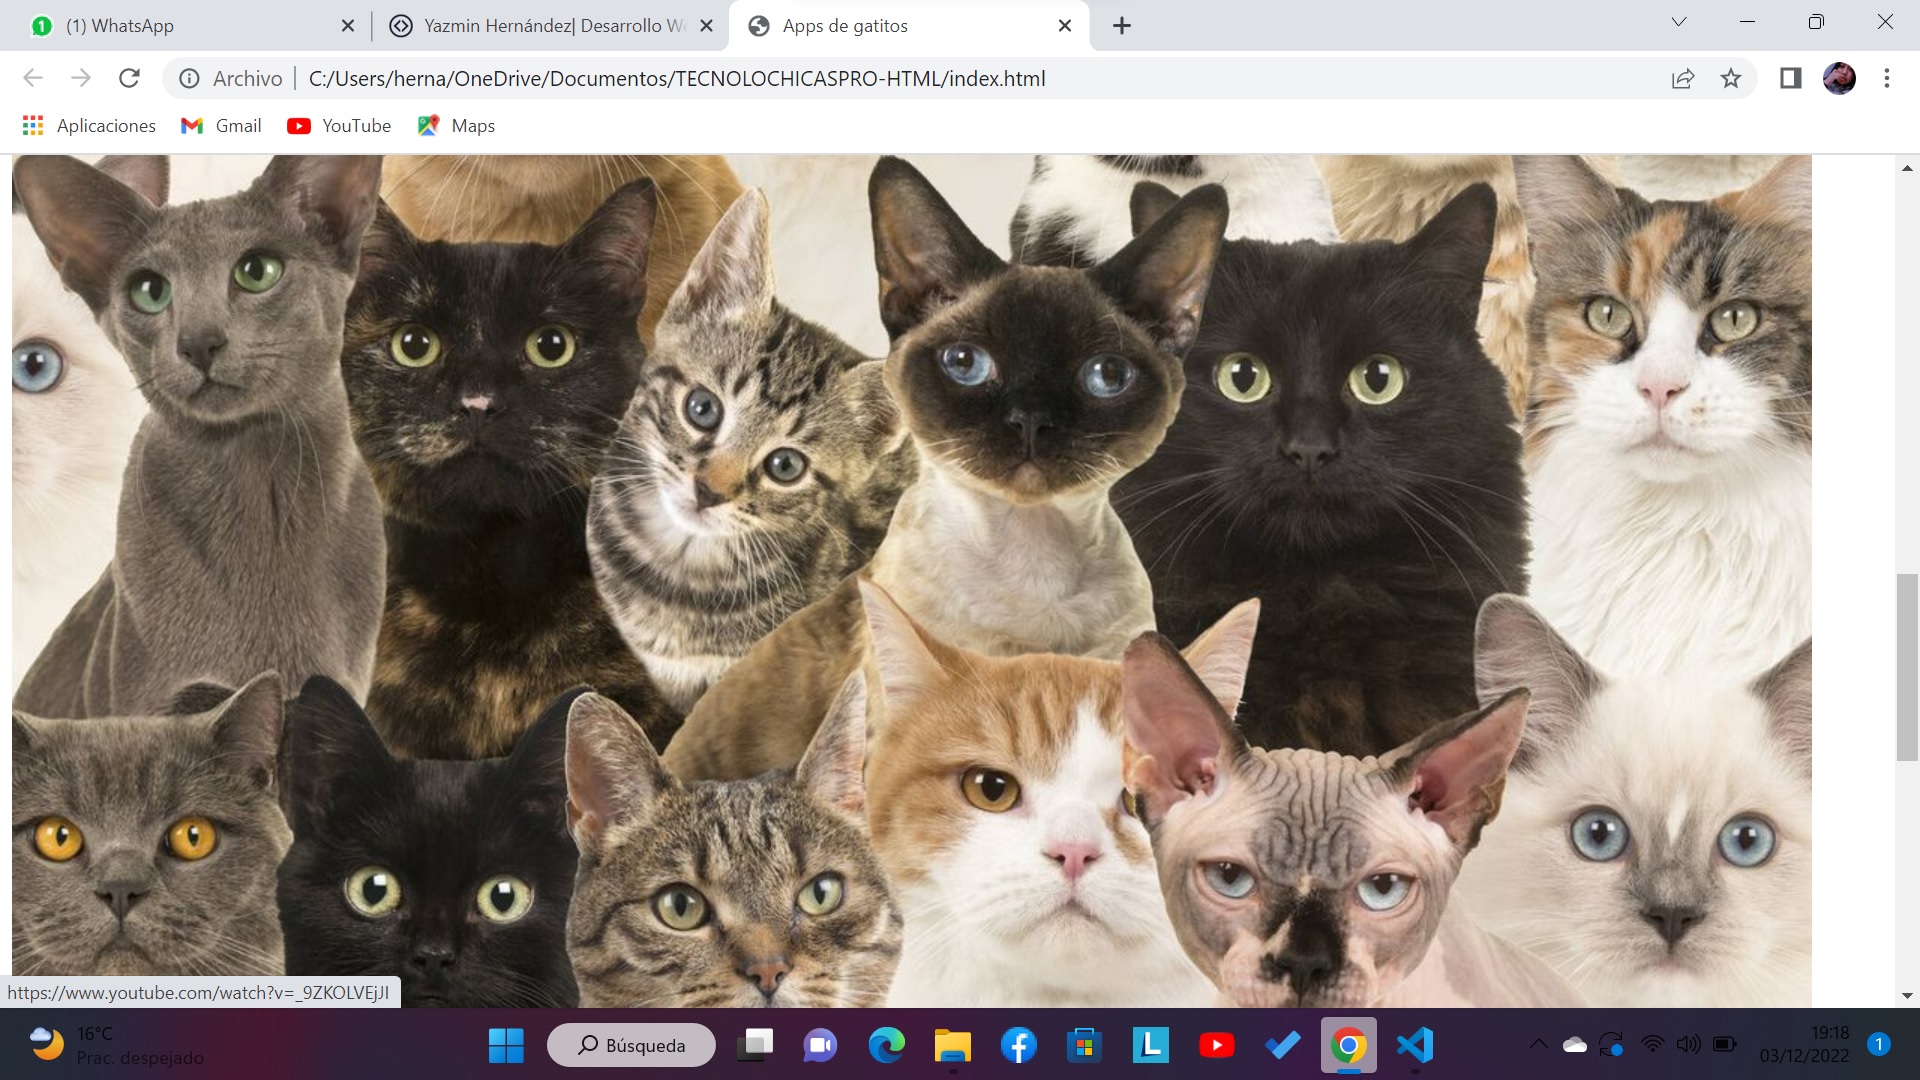 (1) WhatsApp
Yazmin Hernández| Desarrollo We
Apps de gatitos
Archivo
C:/Users/herna/OneDrive/Documentos/TECNOLOCHICASPRO-HTML/index.html
Aplicaciones
Gmail
YouTube
Maps
https://www.youtube.com/watch?v=_9ZKOLVEjJI
16°C
Prac. despejado
Búsqueda
L
19:18
03/12/2022
1